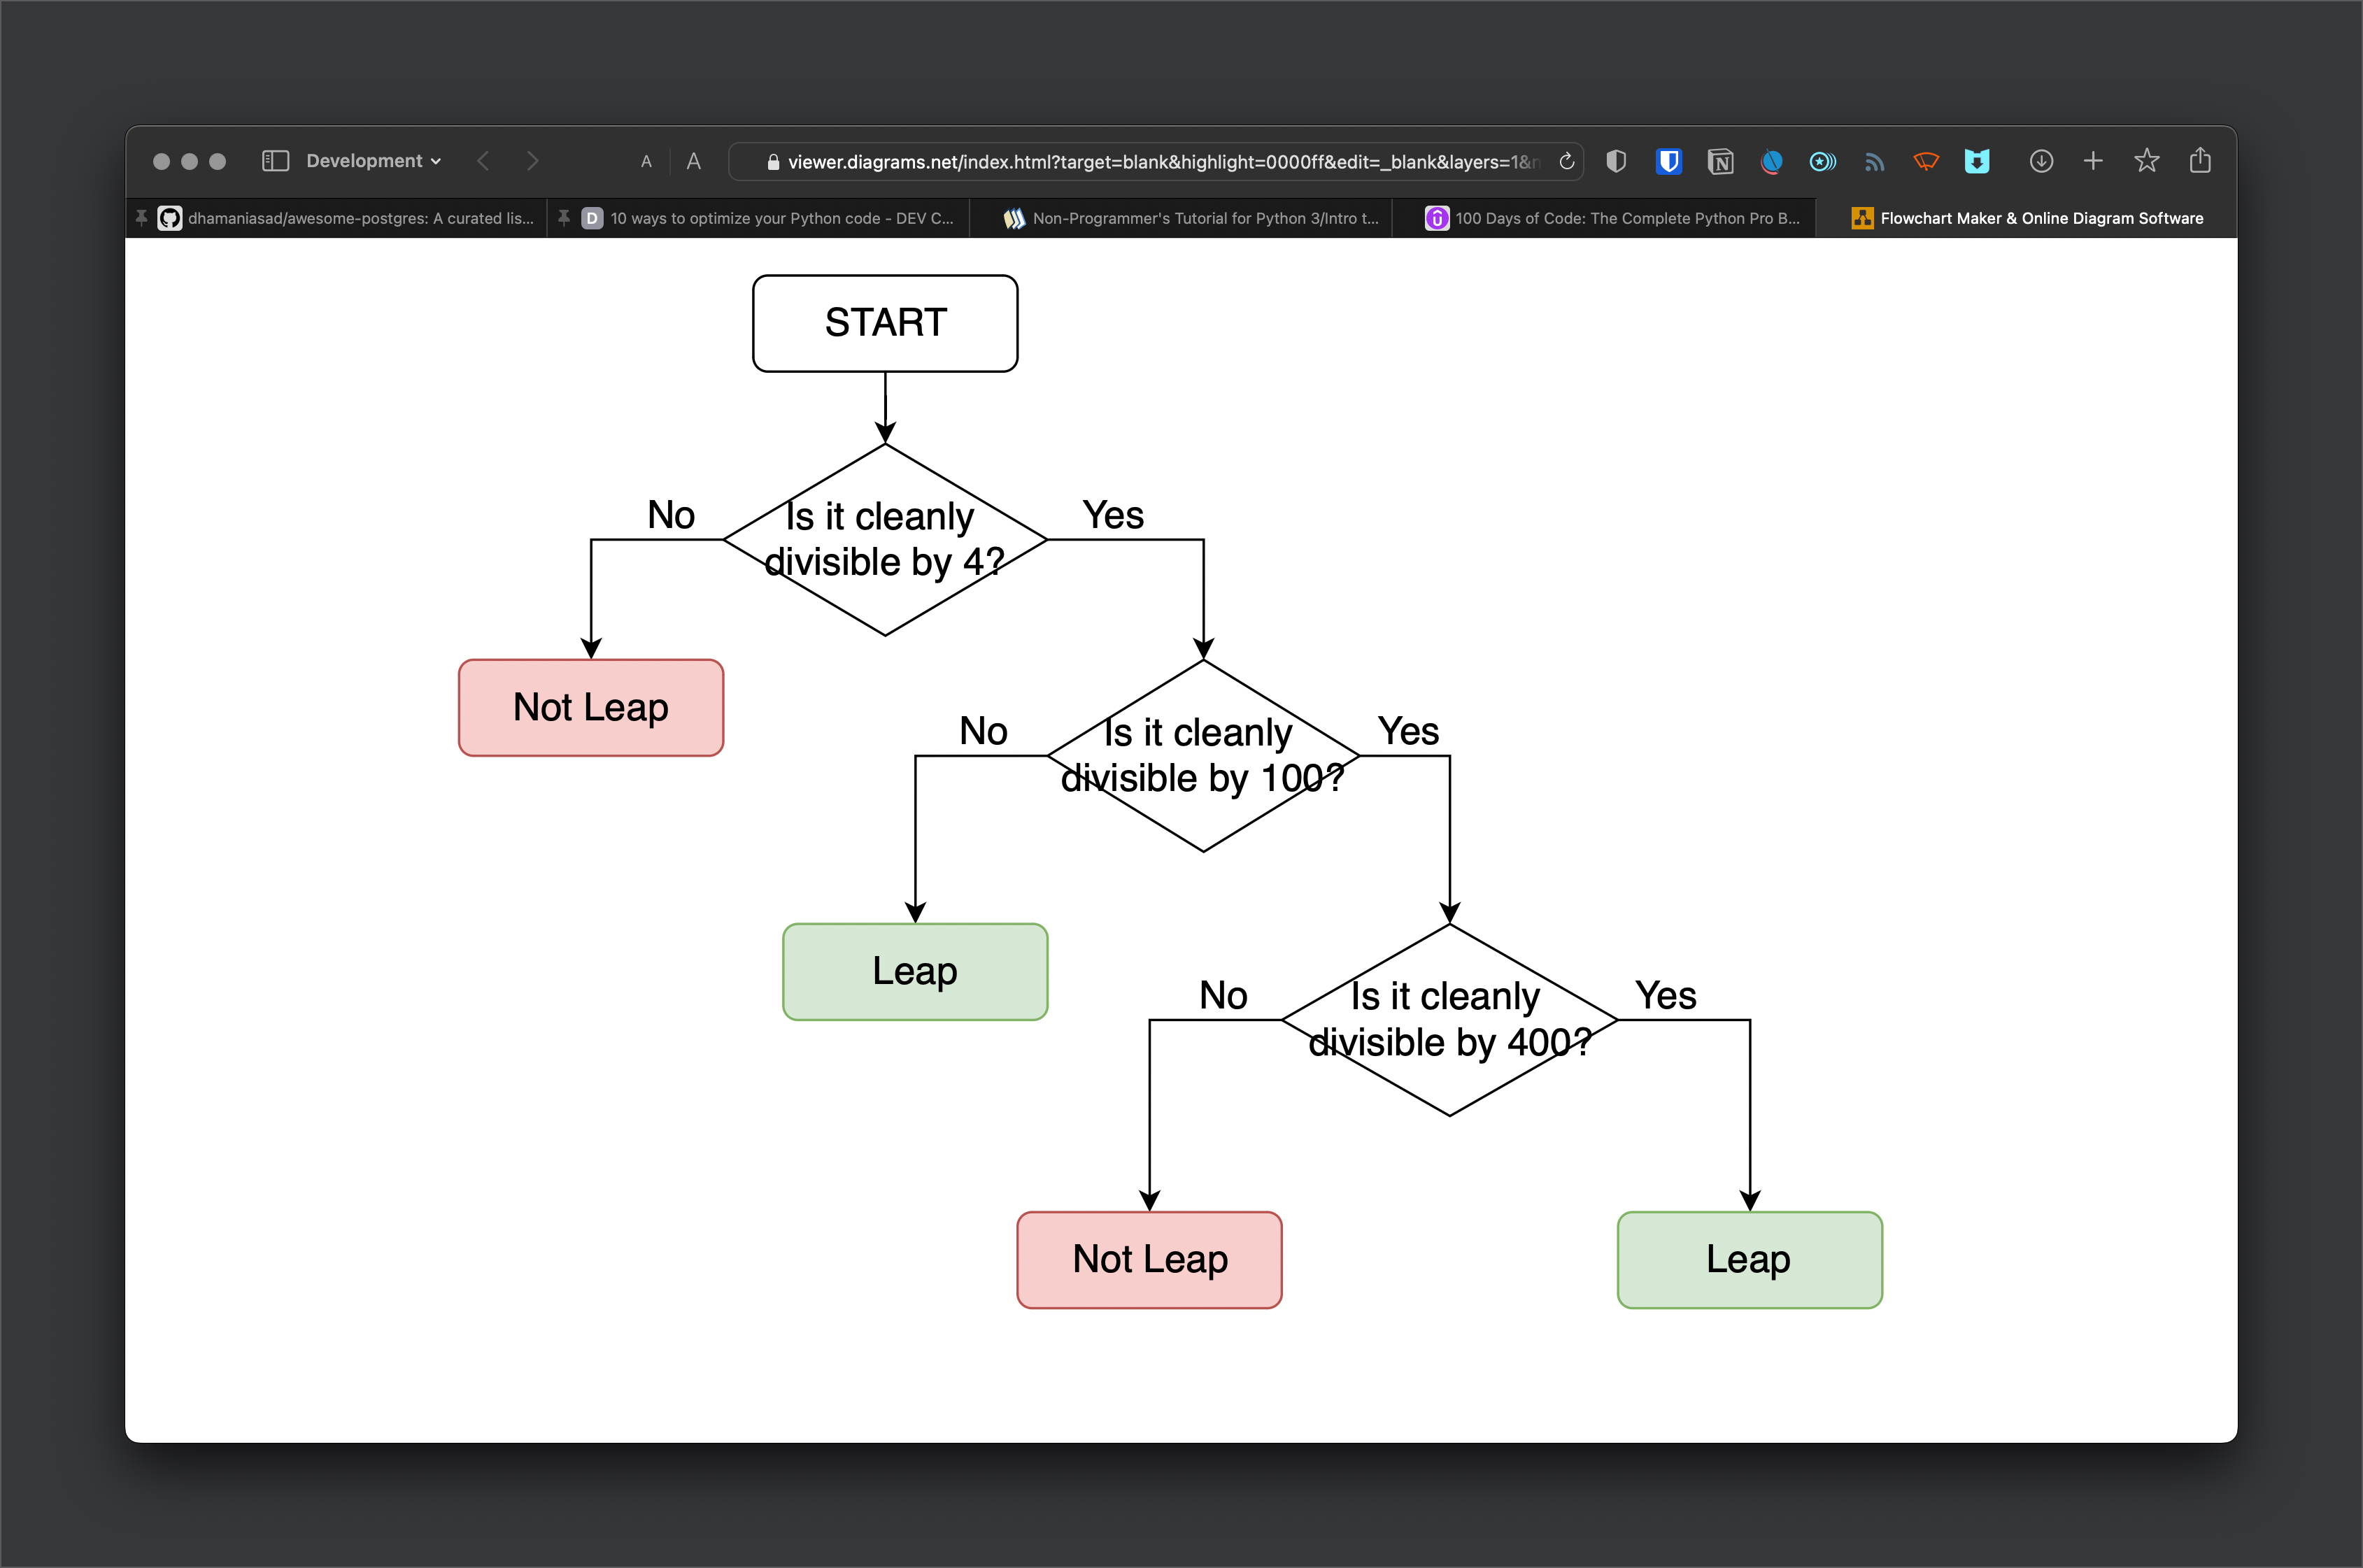 Development
A A
viewer.diagrams.net/index.html?target=blank&highlight=0000ff&edit=_blank&layers=1&
dhamaniasad/awesome-postgres: A curated lis...
D 10 ways to optimize your Python code - DEV C...
Non-Programmer's Tutorial for Python 3/Intro t...
100 Days of Code: The Complete Python Pro B...
Flowchart Maker & Online Diagram Software
START
No
Is it cleanly
divisible by 4?
Yes
Not Leap
No
Is it cleanly
divisible by 100?
Yes
Leap
No
Is it cleanly
divisible by 400?
Yes
Not Leap
Leap